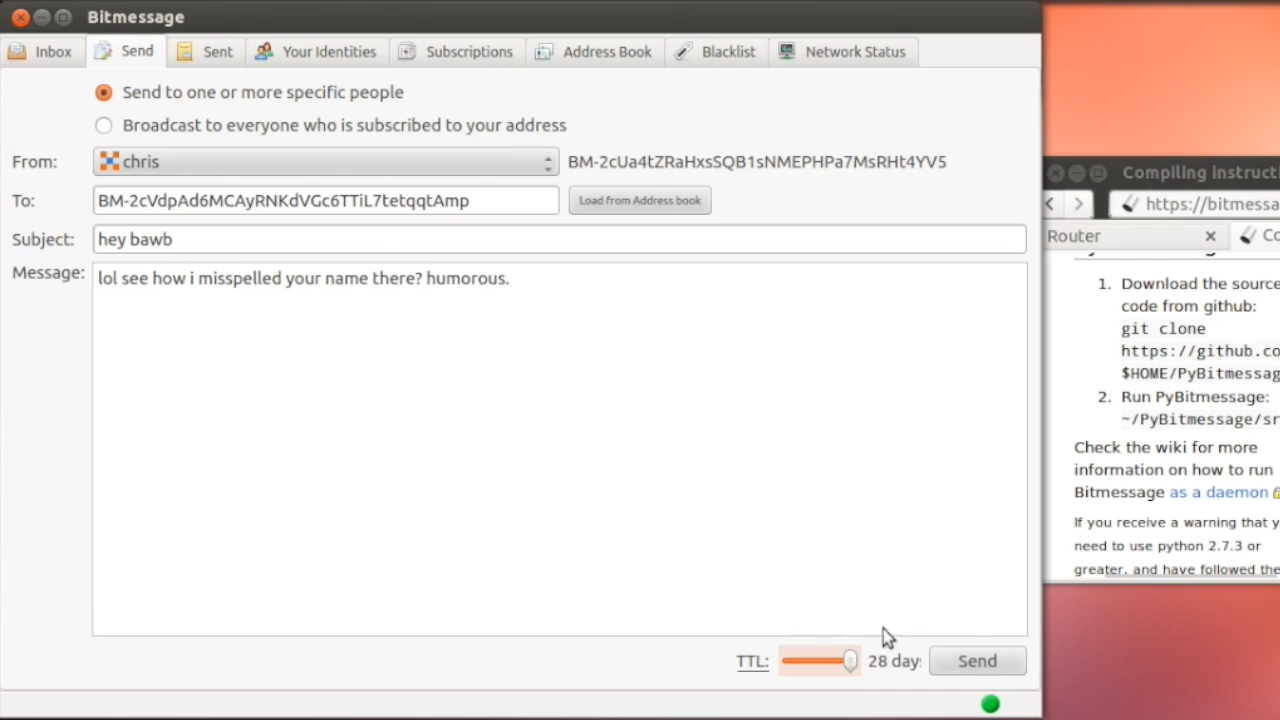 Bitmessage
Inbox
Send
Sent
Your Identities
Subscriptions
Address Book
Blacklist
Network Status
Send to one or more specific people
Broadcast to everyone who is subscribed to your address
From: chris BM-2cUa4tZRaHxsSQB1sNMEPHPa7MsRHt4YV5
To: BM-2cVdpAd6MCAyRNKdVGc6TTiL7tetqqtAmp Load from Address book
Subject: hey bawb
Message: lol see how i misspelled your name there? humorous.
TTL: 28 day Send
Compiling instructi
https://bitmessa
Router
Co
1. Download the source
code from github:
git clone
https://github.co
$HOME/PyBitmessag
2. Run PyBitmessage:
~/PyBitmessage/sr
Check the wiki for more
information on how to run
Bitmessage as a daemon
If you receive a warning that y
need to use python 2.7.3 or
greater, and have followed the